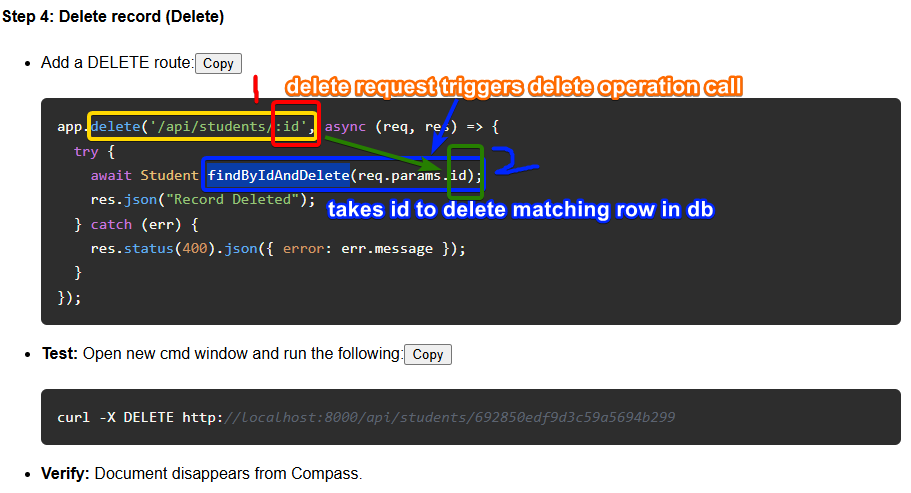 Step 4: Delete record (Delete)
Add a DELETE route: Copy
1 delete request triggers delete operation call
app.delete('/api/students/:id', async (req, res) => {
try {
await Student.findByIdAndDelete(req.params.id);
2
res.json("Record Deleted");
takes id to delete matching row in db
} catch (err) {
res.status(400).json({ error: err.message });
}
});
Test: Open new cmd window and run the following: Copy
curl -X DELETE http://localhost:8000/api/students/692850edf9d3c59a5694b299
Verify: Document disappears from Compass.